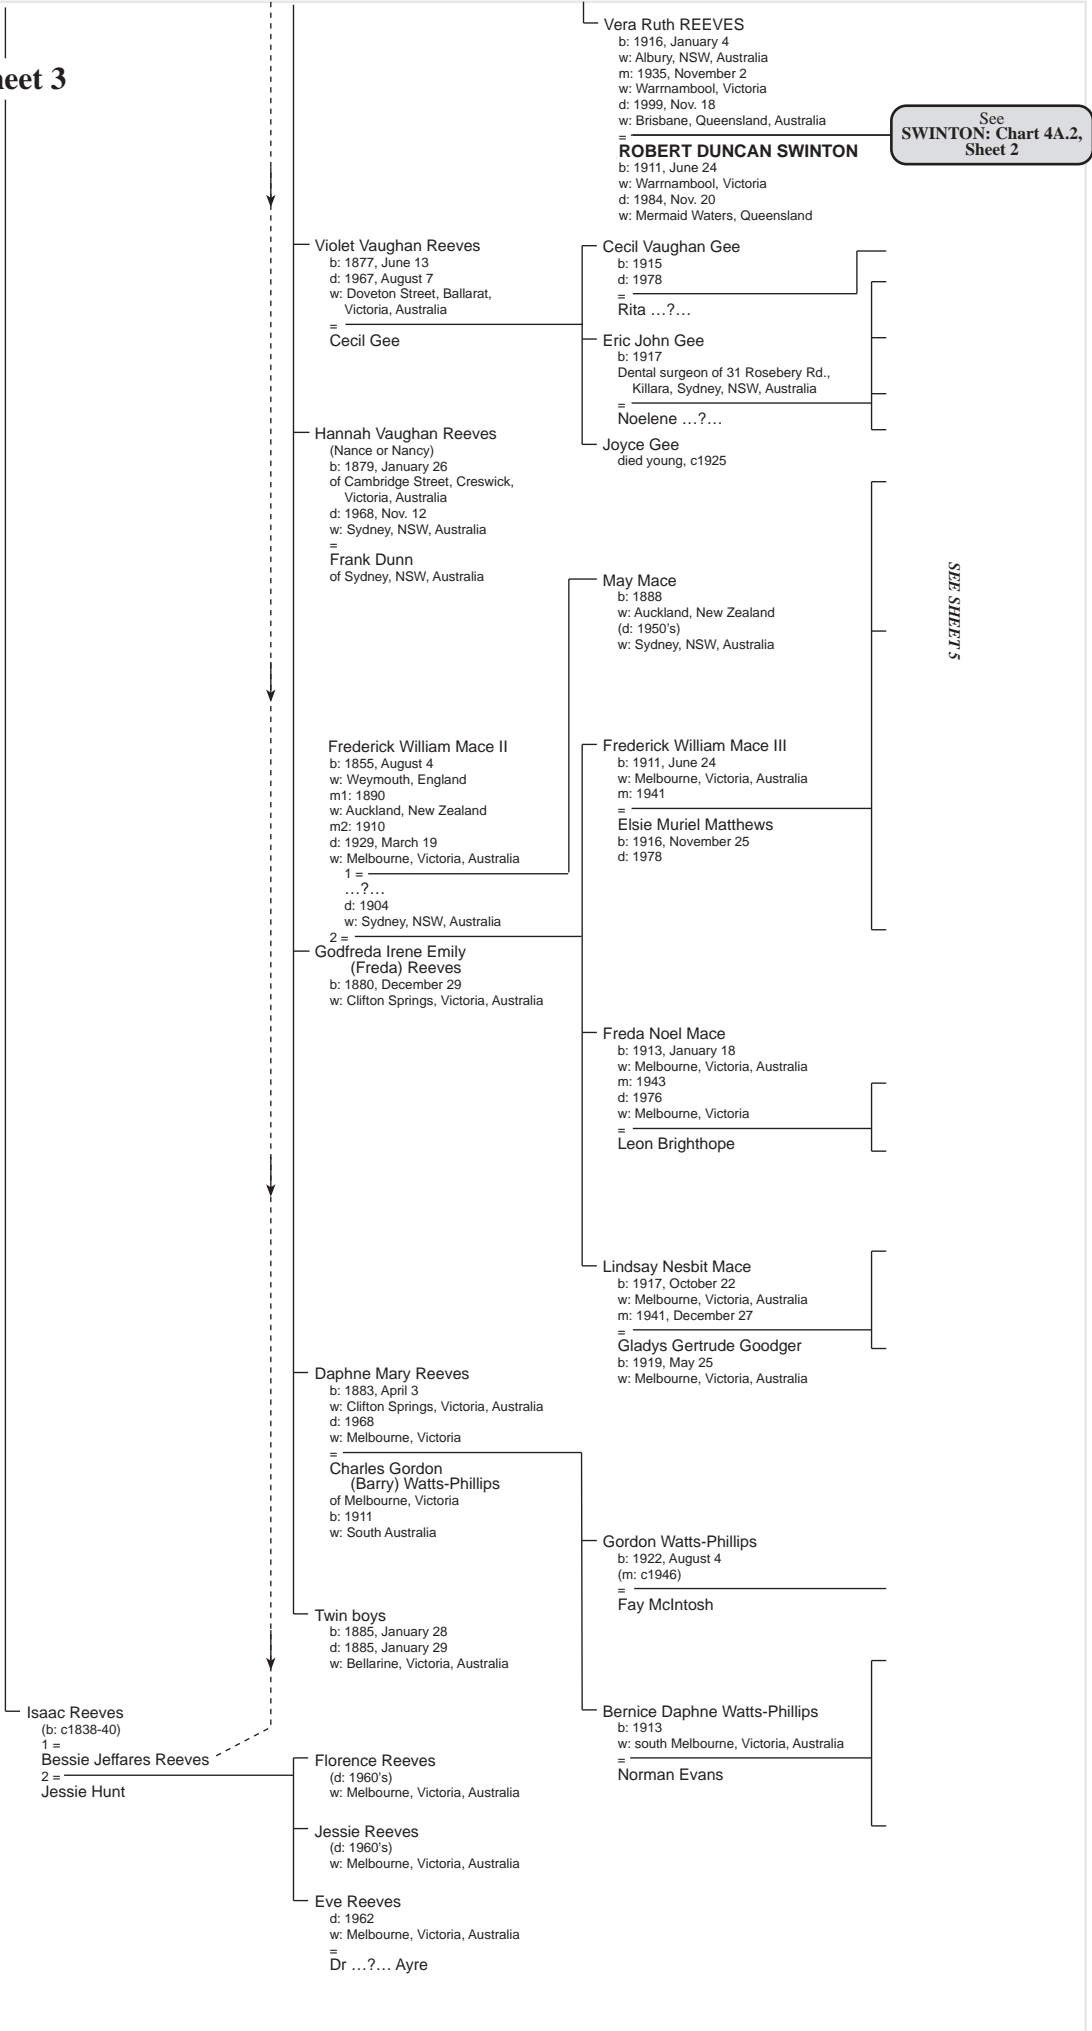 eet 3
Vera Ruth REEVES
b: 1916, January 4
w: Albury, NSW, Australia
m: 1935, November 2
w: Warrnambool, Victoria
d: 1999, Nov. 18
w: Brisbane, Queensland, Australia
=
ROBERT DUNCAN SWINTON
b: 1911, June 24
w: Warrnambool, Victoria
d: 1984, Nov. 20
w: Mermaid Waters, Queensland
See
SWINTON: Chart 4A.2,
Sheet 2
Violet Vaughan Reeves
b: 1877, June 13
d: 1967, August 7
w: Doveton Street, Ballarat,
Victoria, Australia
=
Cecil Gee
Cecil Vaughan Gee
b: 1915
d: 1978
=
Rita …?…
Eric John Gee
b: 1917
Dental surgeon of 31 Rosebery Rd.,
Killara, Sydney, NSW, Australia
=
Noelene …?…
Joyce Gee
died young, c1925
Hannah Vaughan Reeves
(Nance or Nancy)
b: 1879, January 26
of Cambridge Street, Creswick,
Victoria, Australia
d: 1968, Nov. 12
w: Sydney, NSW, Australia
=
Frank Dunn
of Sydney, NSW, Australia
May Mace
b: 1888
w: Auckland, New Zealand
(d: 1950's)
w: Sydney, NSW, Australia
SEE SHEET 5
Frederick William Mace II
b: 1855, August 4
w: Weymouth, England
m1: 1890
w: Auckland, New Zealand
m2: 1910
d: 1929, March 19
w: Melbourne, Victoria, Australia
1 =
…?…
d: 1904
w: Sydney, NSW, Australia
2 =
Godfreda Irene Emily
(Freda) Reeves
b: 1880, December 29
w: Clifton Springs, Victoria, Australia
Frederick William Mace III
b: 1911, June 24
w: Melbourne, Victoria, Australia
m: 1941
=
Elsie Muriel Matthews
b: 1916, November 25
d: 1978
Freda Noel Mace
b: 1913, January 18
w: Melbourne, Victoria, Australia
m: 1943
d: 1976
w: Melbourne, Victoria
=
Leon Brighthope
Lindsay Nesbit Mace
b: 1917, October 22
w: Melbourne, Victoria, Australia
m: 1941, December 27
=
Gladys Gertrude Goodger
b: 1919, May 25
w: Melbourne, Victoria, Australia
Daphne Mary Reeves
b: 1883, April 3
w: Clifton Springs, Victoria, Australia
d: 1968
w: Melbourne, Victoria
=
Charles Gordon
(Barry) Watts-Phillips
of Melbourne, Victoria
b: 1911
w: South Australia
Gordon Watts-Phillips
b: 1922, August 4
(m: c1946)
=
Fay McIntosh
Twin boys
b: 1885, January 28
d: 1885, January 29
w: Bellarine, Victoria, Australia
Bernice Daphne Watts-Phillips
b: 1913
w: south Melbourne, Victoria, Australia
=
Norman Evans
Isaac Reeves
(b: c1838-40)
1 =
Bessie Jeffares Reeves
2 =
Jessie Hunt
Florence Reeves
(d: 1960's)
w: Melbourne, Victoria, Australia
Jessie Reeves
(d: 1960's)
w: Melbourne, Victoria, Australia
Eve Reeves
d: 1962
w: Melbourne, Victoria, Australia
=
Dr …?… Ayre